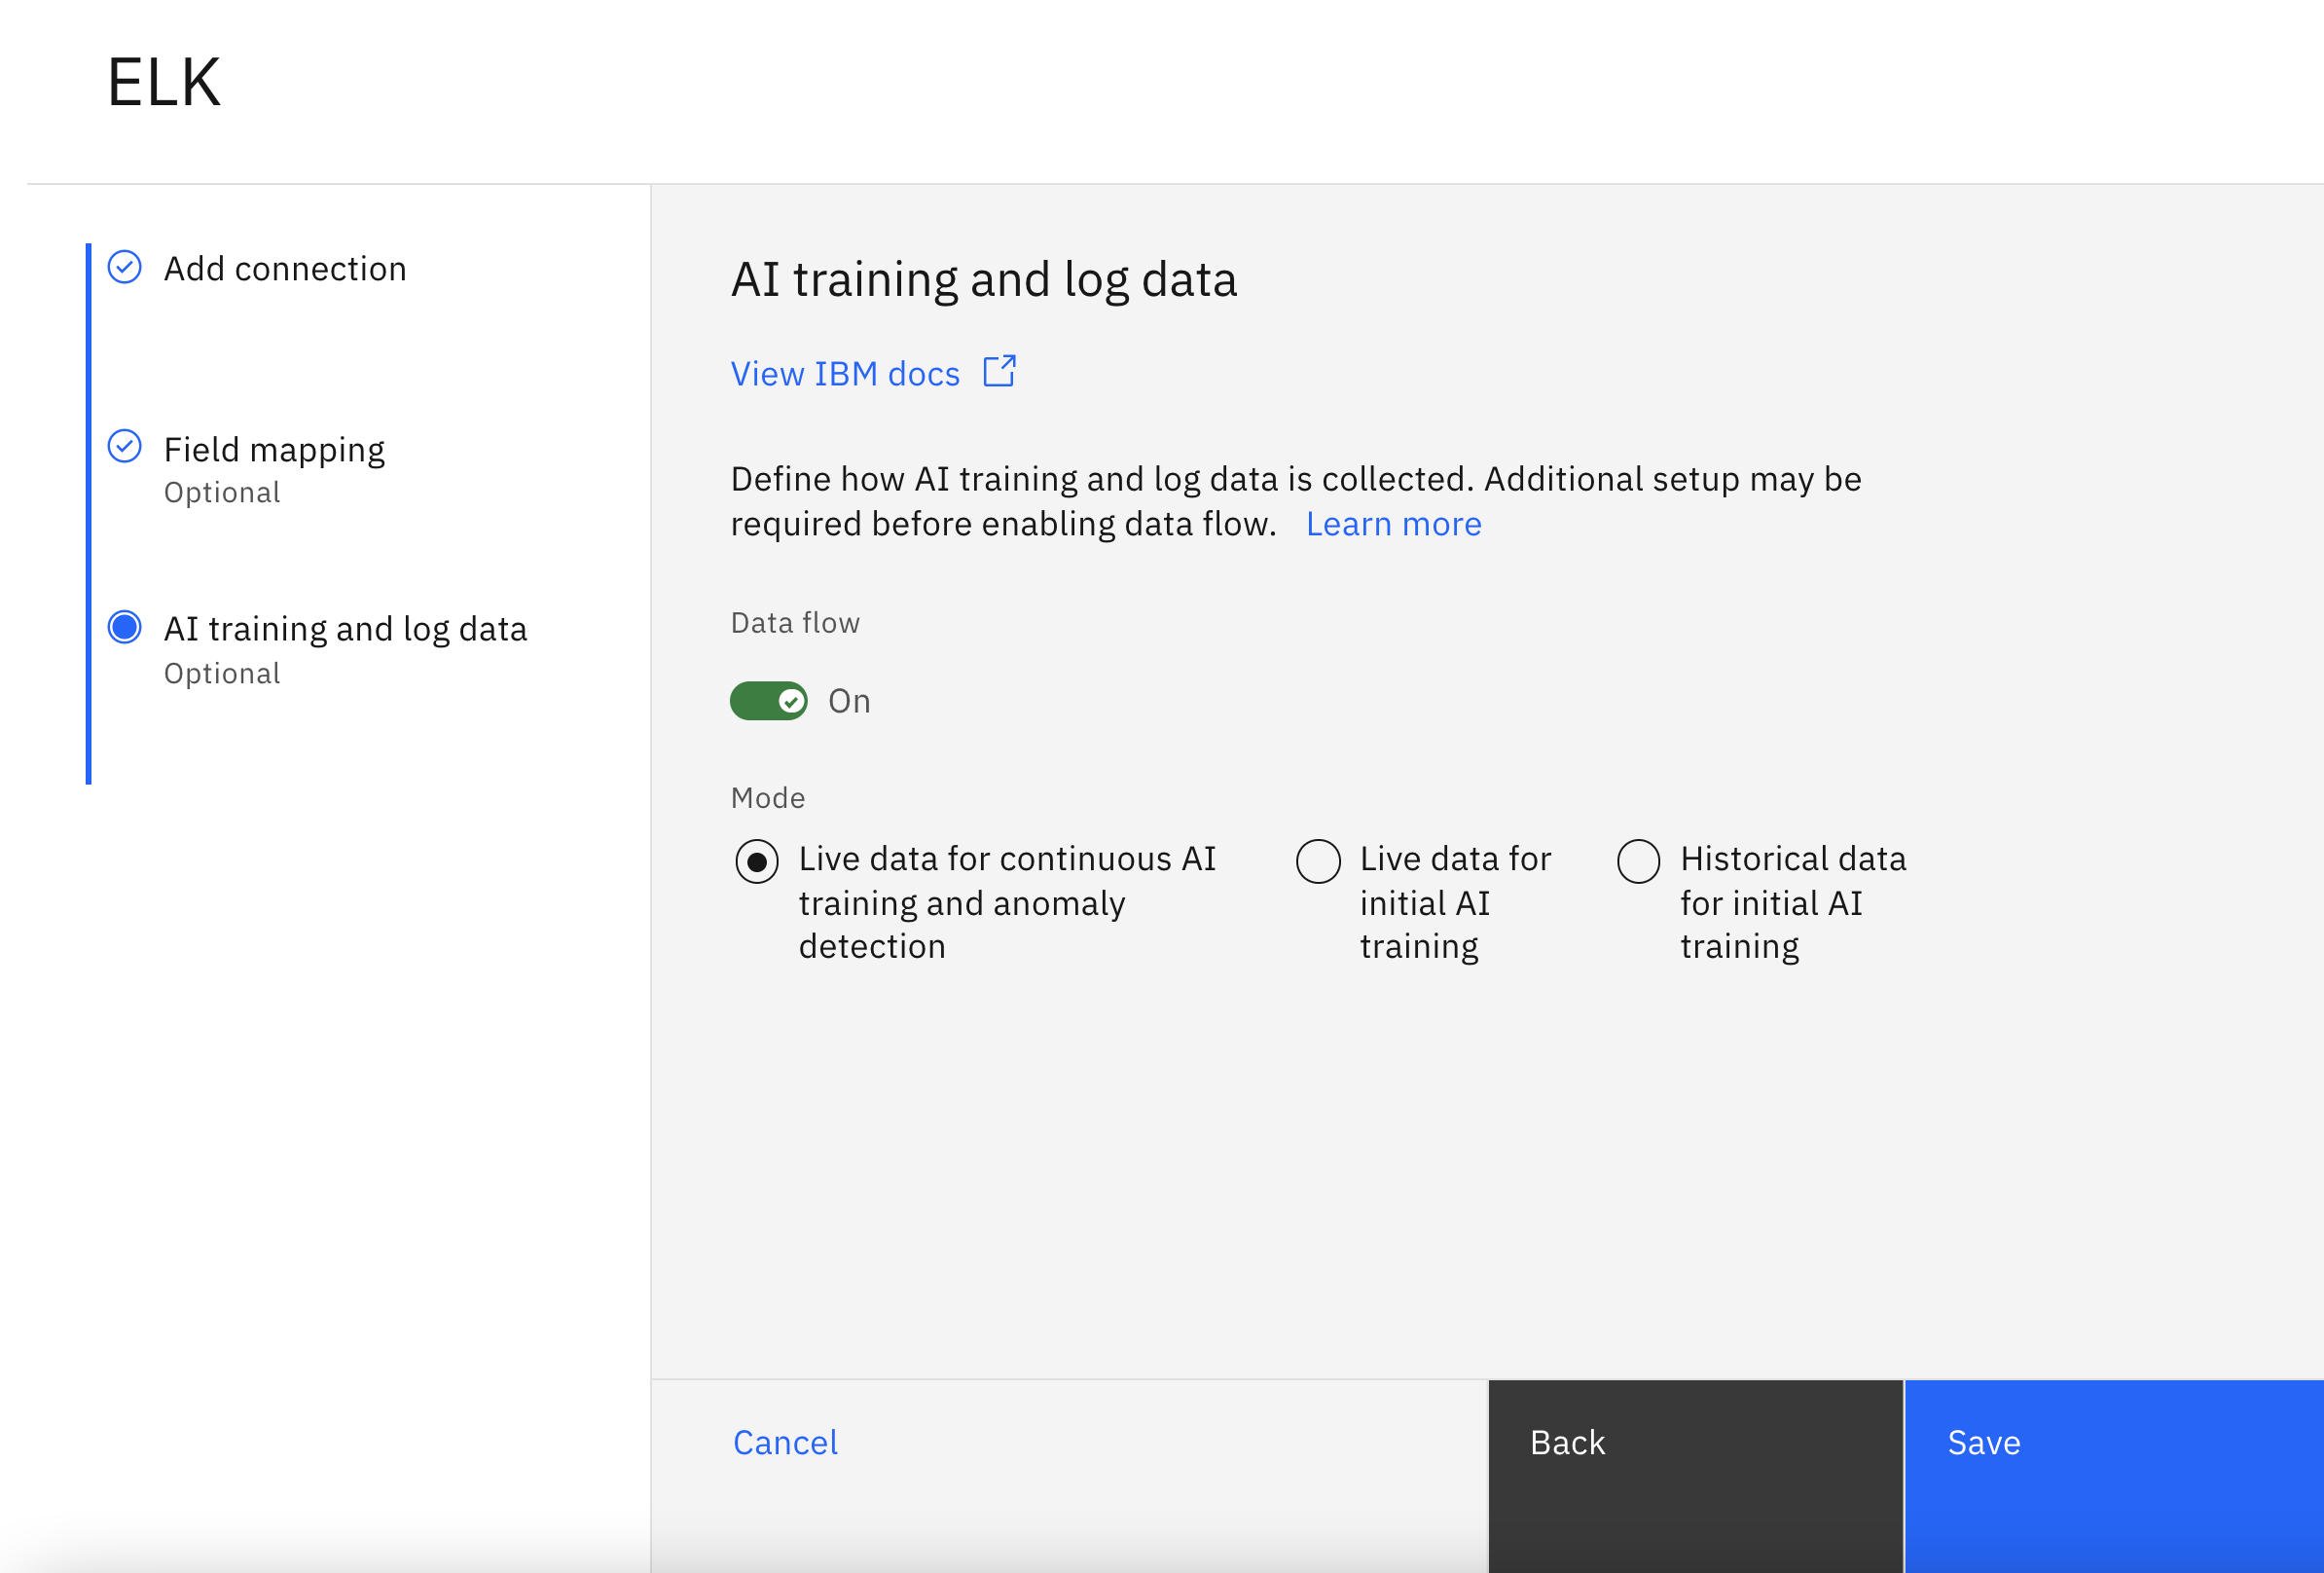 ELK
Add connection
Field mapping
Optional
AI training and log data
Optional
AI training and log data
View IBM docs
Define how AI training and log data is collected. Additional setup may be
required before enabling data flow. Learn more
Data flow
On
Mode
Live data for continuous AI
training and anomaly
detection
Live data for
initial AI
training
Historical data
for initial AI
training
Cancel
Back
Save